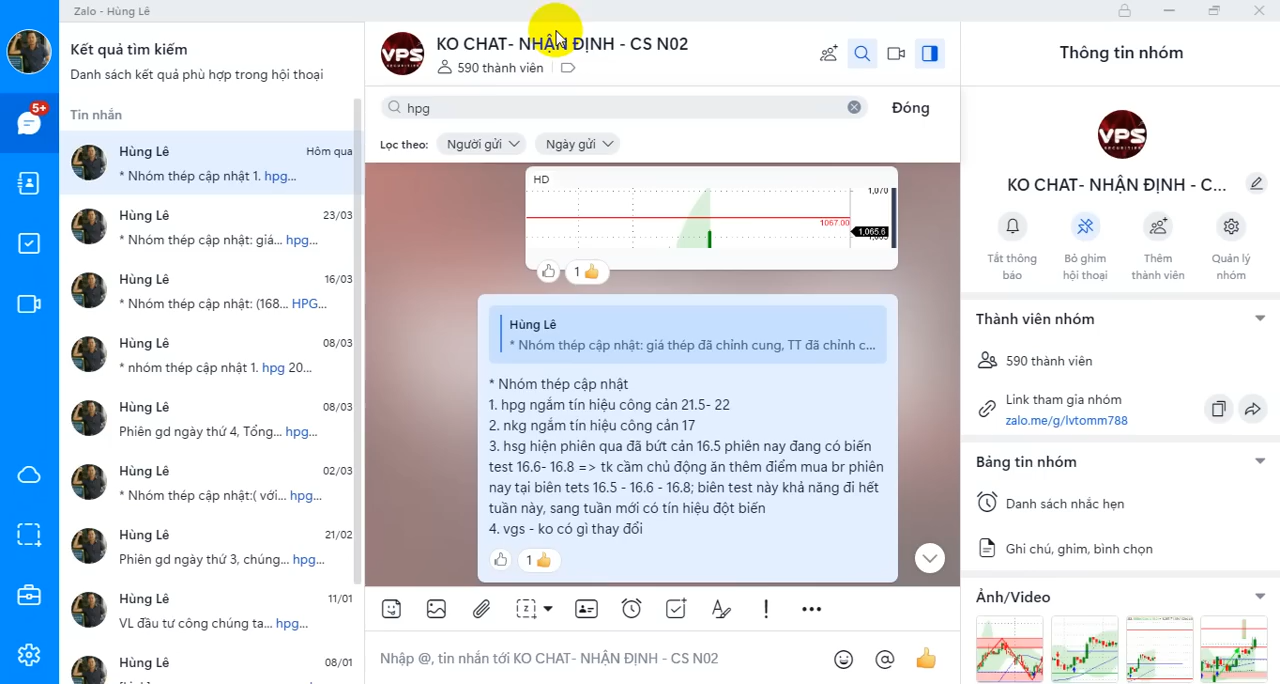 Zalo - Hùng Lê
Kết quả tìm kiếm
Danh sách kết quả phù hợp trong hội thoại
Tin nhắn
5+
Hùng Lê
Hôm qua
* Nhóm thép cập nhật 1. hpg...
Hùng Lê
23/03
* Nhóm thép cập nhật: giá... hpg...
Hùng Lê
16/03
* Nhóm thép cập nhật: (168... HPG...
Hùng Lê
08/03
* nhóm thép cập nhật 1. hpg 20...
Hùng Lê
08/03
Phiên gd ngày thứ 4, Tổng... hpg...
Hùng Lê
02/03
* Nhóm thép cập nhật:( với... hpg...
Hùng Lê
21/02
Phiên gd ngày thứ 3, chúng... hpg...
Hùng Lê
11/01
VL đầu tư công chúng ta... hpg...
Hùng Lê
08/01
VPS
SECURITIES
KO CHAT- NHẬN ĐỊNH - CS N02
590 thành viên
hpg
Đóng
Lọc theo:
Người gửi
Ngày gửi
HD
1,070
1067.00
1,065.6
1
Hùng Lê
* Nhóm thép cập nhật: giá thép đã chỉnh cung, TT đã chỉnh c...
* Nhóm thép cập nhật
1. hpg ngắm tín hiệu công cản 21.5- 22
2. nkg ngắm tín hiệu công cản 17
3. hsg hiện phiên qua đã bứt cản 16.5 phiên nay đang có biến
test 16.6- 16.8 => tk cầm chủ động ăn thêm điểm mua br phiên
nay tại biên tets 16.5 - 16.6 - 16.8; biên test này khả năng đi hết
tuần này, sang tuần mới có tín hiệu đột biến
4. vgs - ko có gì thay đổi
1
Nhập @, tin nhắn tới KO CHAT- NHẬN ĐỊNH - CS N02
Thông tin nhóm
VPS
SECURITIES
KO CHAT- NHẬN ĐỊNH - C...
Tắt thông
báo
Bỏ ghim
hội thoại
Thêm
thành viên
Quản lý
nhóm
Thành viên nhóm
590 thành viên
Link tham gia nhóm
zalo.me/g/lvtomm788
Bảng tin nhóm
Danh sách nhắc hẹn
Ghi chú, ghim, bình chọn
Ảnh/Video